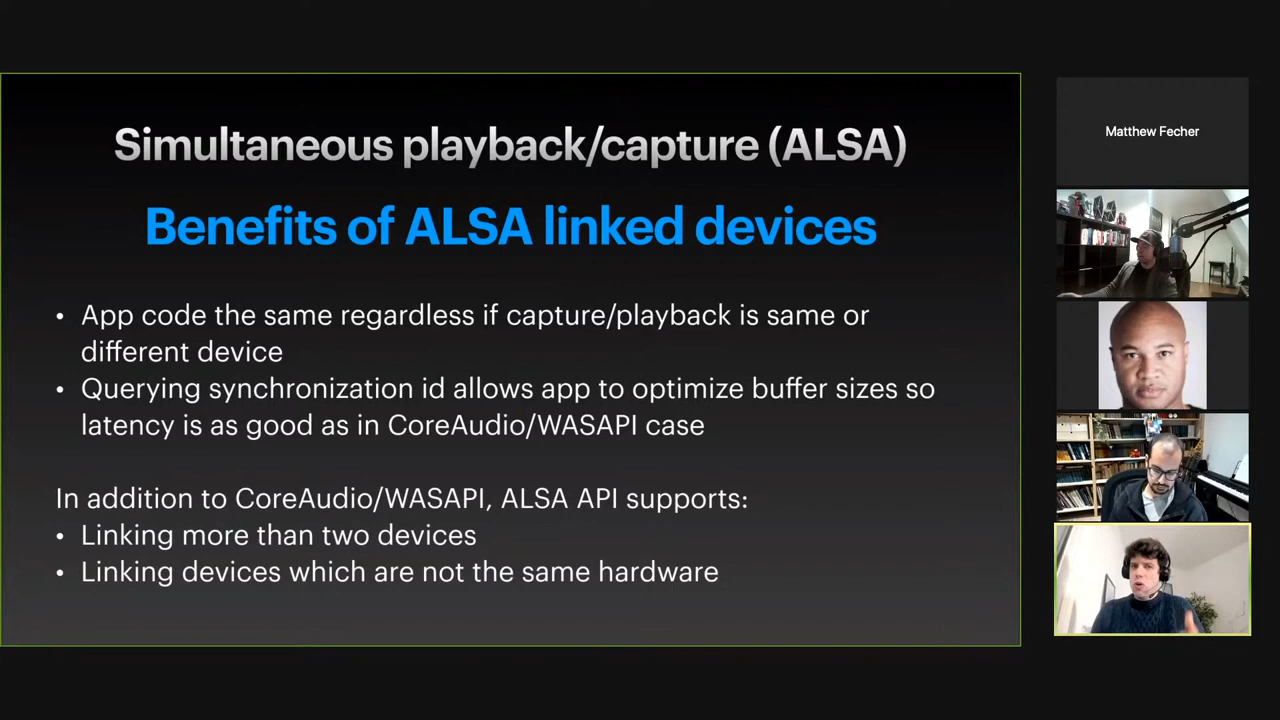 Simultaneous playback/capture (ALSA)
Benefits of ALSA linked devices
• App code the same regardless if capture/playback is same or
different device
• Querying synchronization id allows app to optimize buffer sizes so
latency is as good as in CoreAudio/WASAPI case
In addition to CoreAudio/WASAPI, ALSA API supports:
• Linking more than two devices
• Linking devices which are not the same hardware
Matthew Fecher